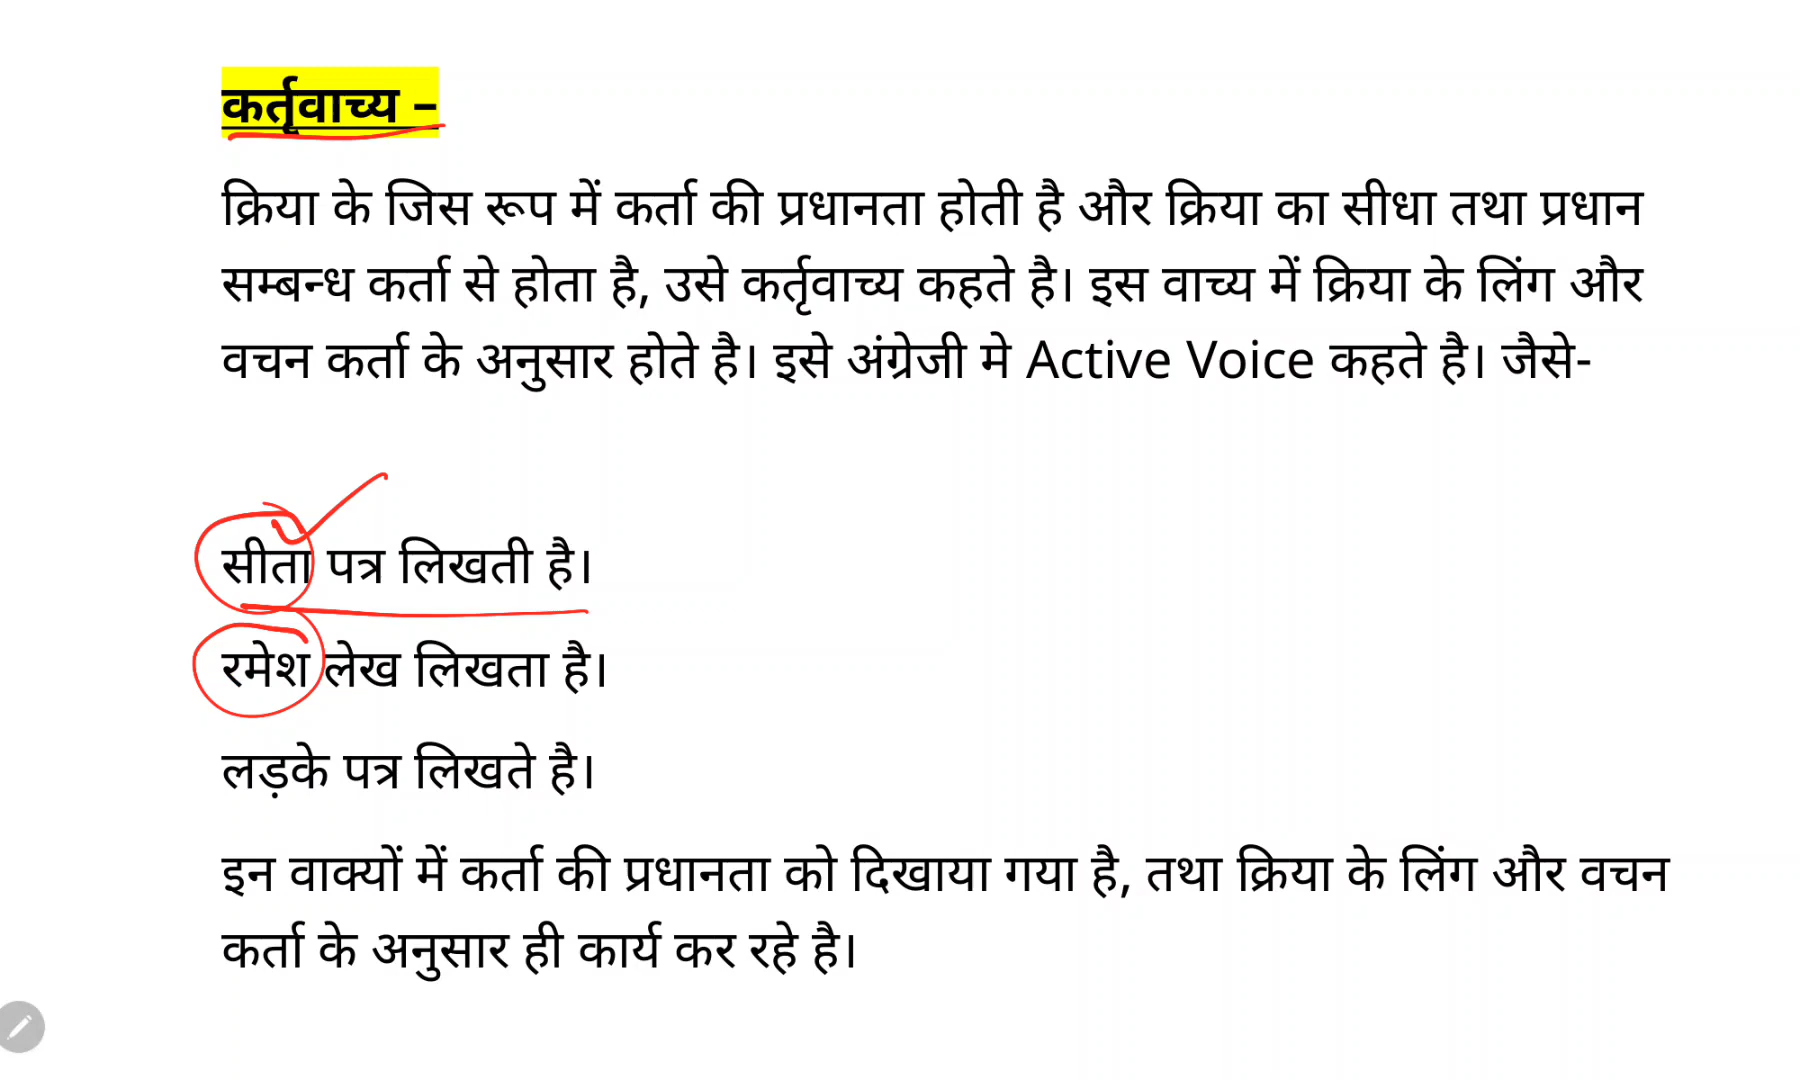 कर्तृवाच्य –
क्रिया के जिस रूप में कर्ता की प्रधानता होती है और क्रिया का सीधा तथा प्रधान
सम्बन्ध कर्ता से होता है, उसे कर्तृवाच्य कहते है। इस वाच्य में क्रिया के लिंग और
वचन कर्ता के अनुसार होते है। इसे अंग्रेजी मे Active Voice कहते है। जैसे-
सीता पत्र लिखती है।
रमेश लेख लिखता है।
लड़के पत्र लिखते है।
इन वाक्यों में कर्ता की प्रधानता को दिखाया गया है, तथा क्रिया के लिंग और वचन
कर्ता के अनुसार ही कार्य कर रहे है।